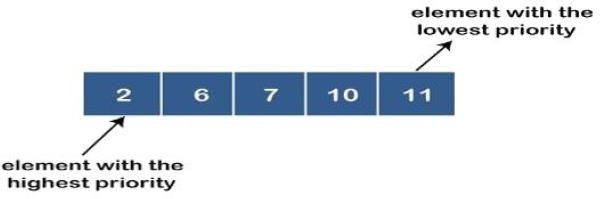 element with the
lowest priority
2 6 7 10 11
element with the
highest priority